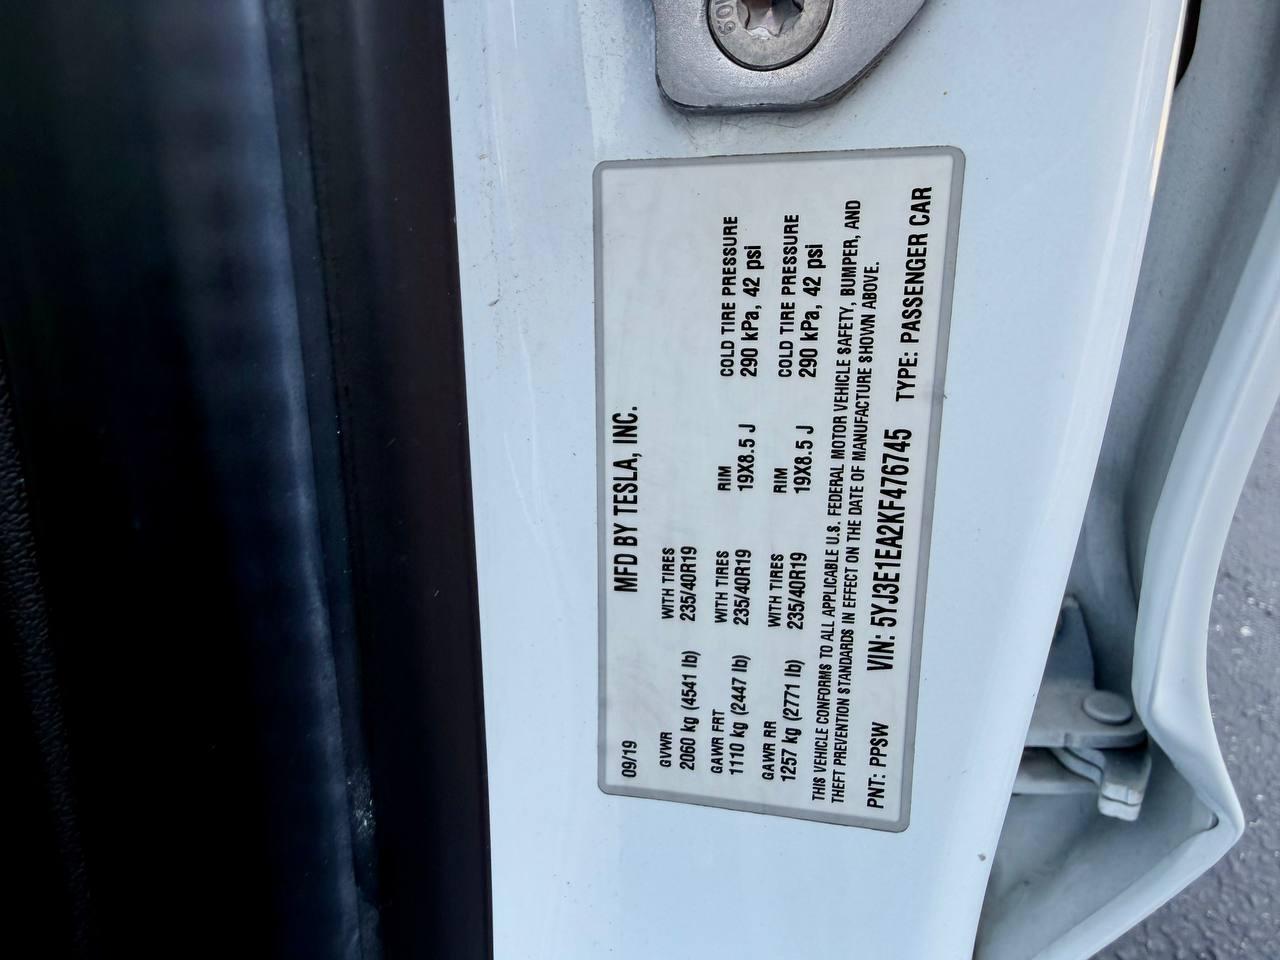 MFD BY TESLA, INC.
09/19
GVWR WITH TIRES
2060 kg (4541 lb) 235/40R19
GAWR FRT WITH TIRES RIM COLD TIRE PRESSURE
1110 kg (2447 lb) 235/40R19 19X8.5 J 290 kPa, 42 psi
GAWR RR WITH TIRES RIM COLD TIRE PRESSURE
1257 kg (2771 lb) 235/40R19 19X8.5 J 290 kPa, 42 psi
THIS VEHICLE CONFORMS TO ALL APPLICABLE U.S. FEDERAL MOTOR VEHICLE SAFETY, BUMPER, AND
THEFT PREVENTION STANDARDS IN EFFECT ON THE DATE OF MANUFACTURE SHOWN ABOVE.
PNT: PPSW VIN: 5YJ3E1EA2KF476745 TYPE: PASSENGER CAR